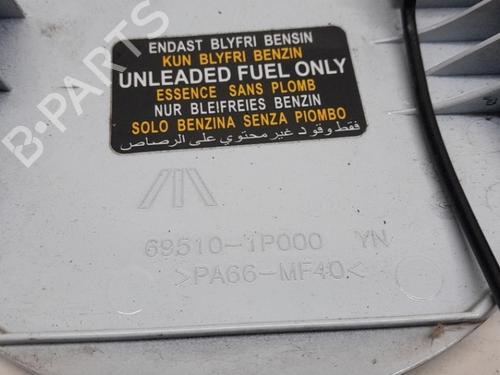 B-PARTS
ENDAST BLYFRI BENSIN
KUN BLYFRI BENZIN
UNLEADED FUEL ONLY
ESSENCE SANS PLOMB
NUR BLEIFREIES BENZIN
SOLO BENZINA SENZA PIOMBO
فقط وقود غير محتوي على الرصاص
69510-1P000 YN
>PA66-MF40<